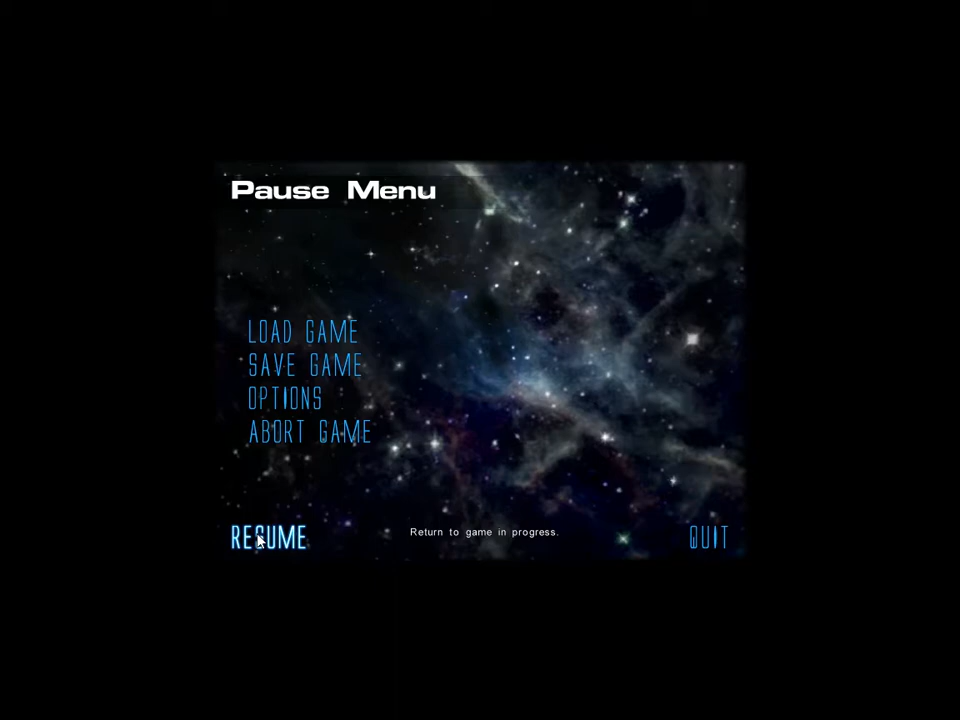 Pause Menu
LOAD GAME
SAVE GAME
OPTIONS
ABORT GAME
RESUME
Return to game in progress.
QUIT